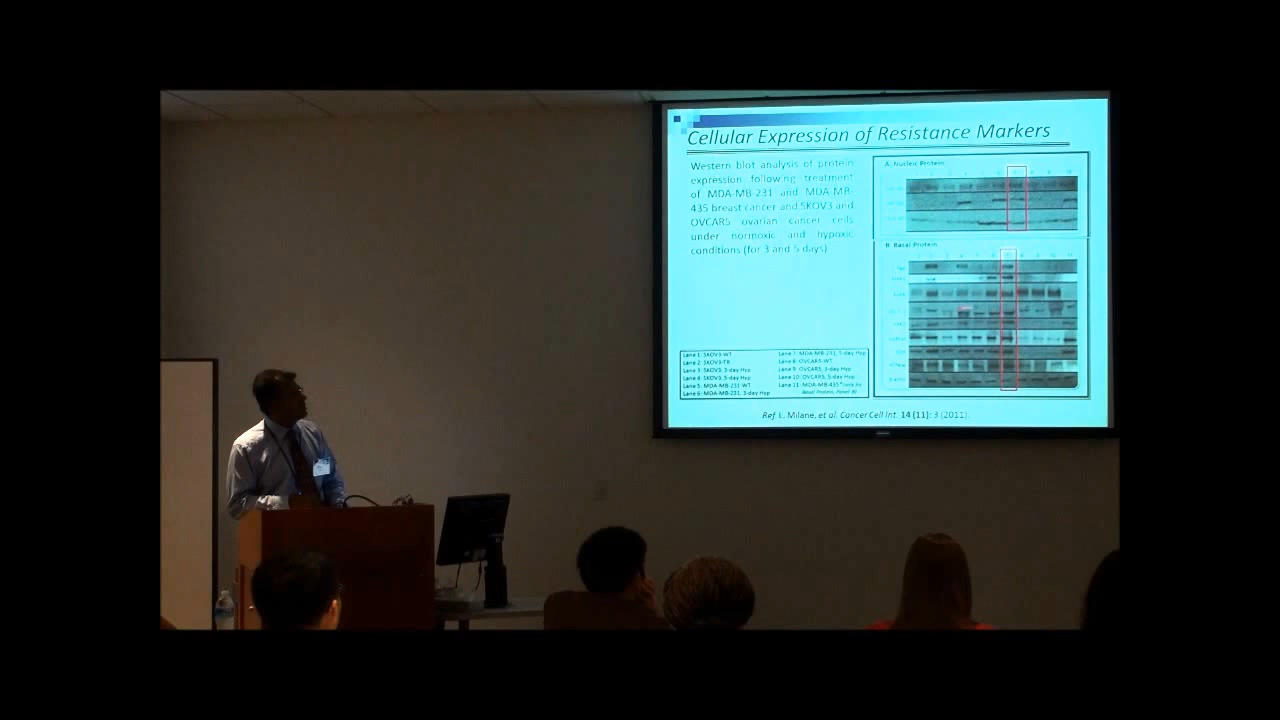 Cellular Expression of Resistance Markers
Western blot analysis of protein
expression following treatment
of MDA-MB-231 and MDA-MB-
435 breast cancer and SKOV3 and
OVCAR5 ovarian cancer cells
under normoxic and hypoxic
conditions (for 3 and 5 days)
A. Nucleic Protein
B. Basal Protein
Lane 1: SKOV3-WT
Lane 2: SKOV3-TR
Lane 3: SKOV3, 3-day Hyp
Lane 4: SKOV3, 5-day Hyp
Lane 5: MDA-MB-231 WT
Lane 6: MDA-MB-231, 3-day Hyp
Lane 7: MDA-MB-231, 5-day Hyp
Lane 8: OVCAR5-WT
Lane 9: OVCAR5, 3-day Hyp
Lane 10: OVCAR5, 5-day Hyp
Lane 11: MDA-MB-435
Basal Protein, Panel B)
Ref: L. Milane, et al. Cancer Cell Int. 14 (11): 3 (2011).